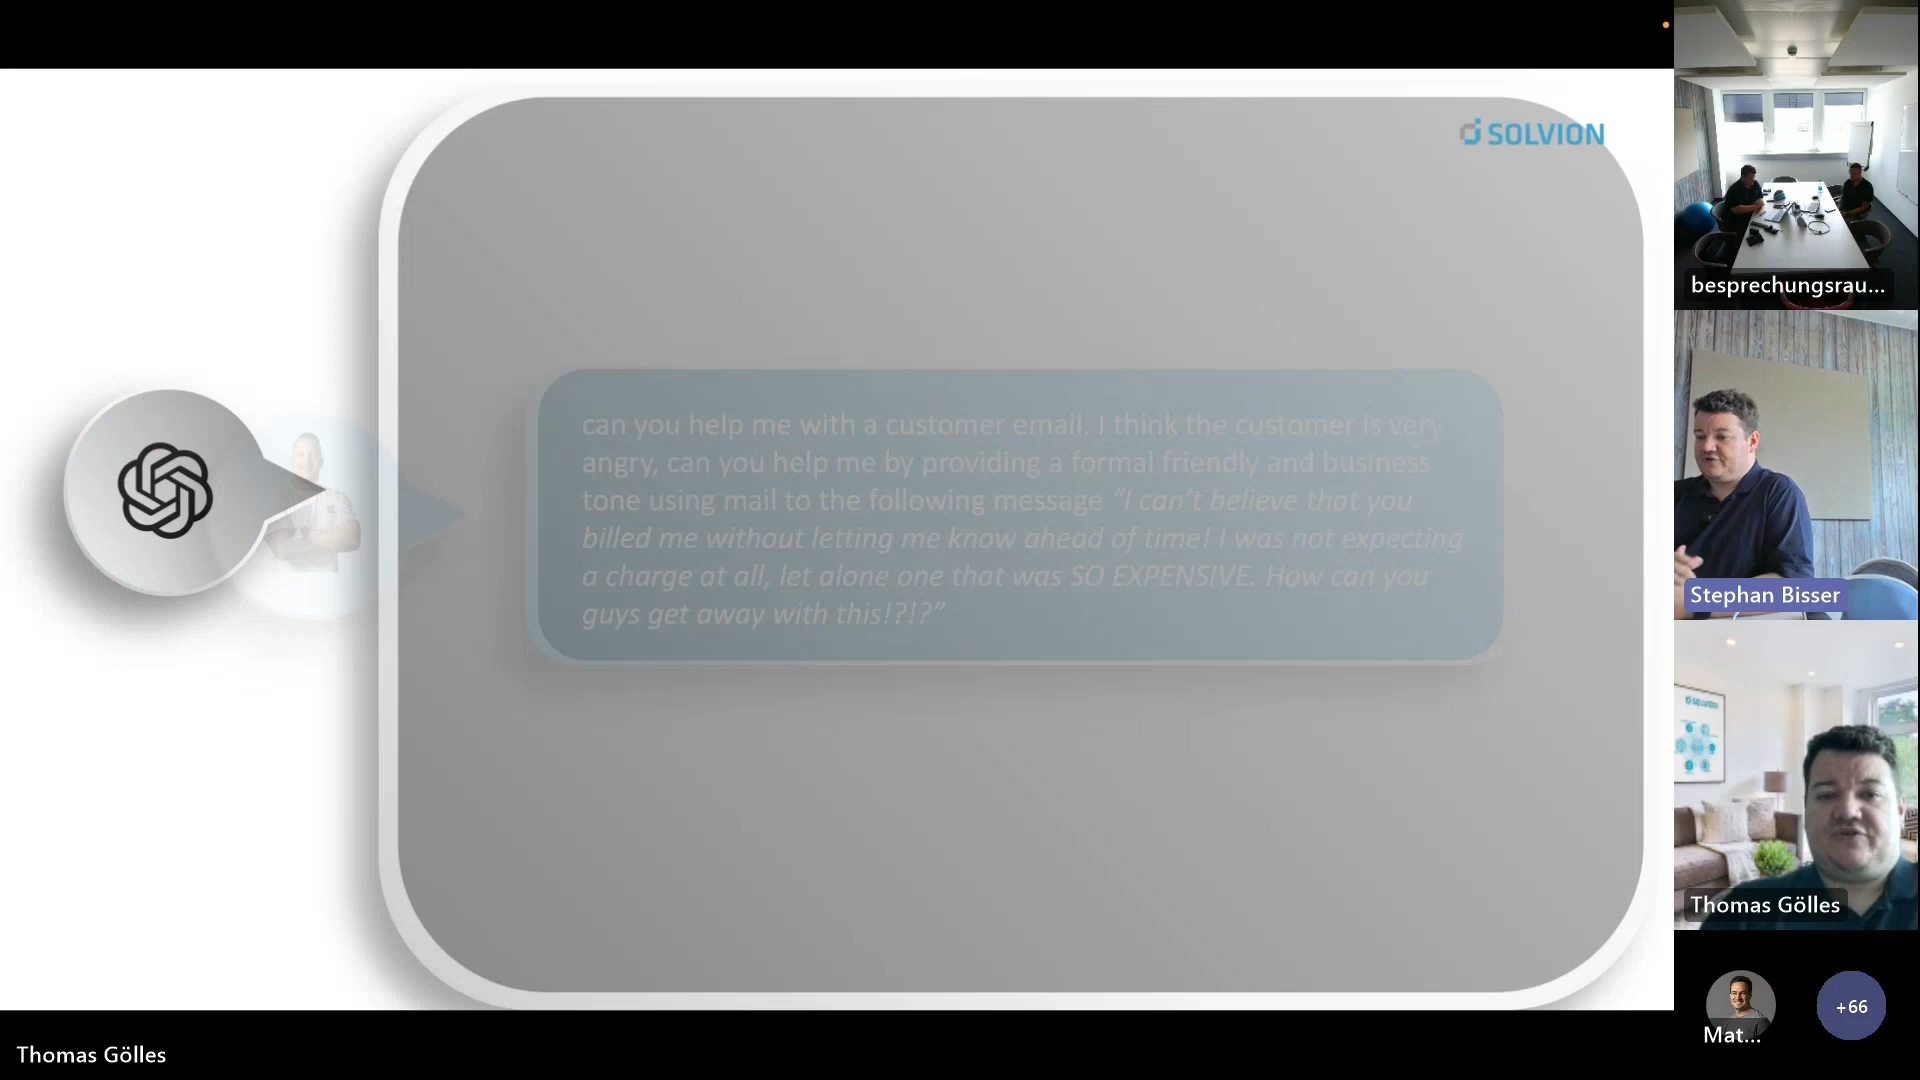 SOLVION
can you help me with a customer email. I think the customer is very
angry, can you help me by providing a formal friendly and business
tone using mail to the following message “I can’t believe that you
billed me without letting me know ahead of time! I was not expecting
a charge at all, let alone one that was SO EXPENSIVE. How can you
guys get away with this!?!?”
besprechungsrau...
Stephan Bisser
SOLVION
Thomas Gölles
Mat...
+66
Thomas Gölles